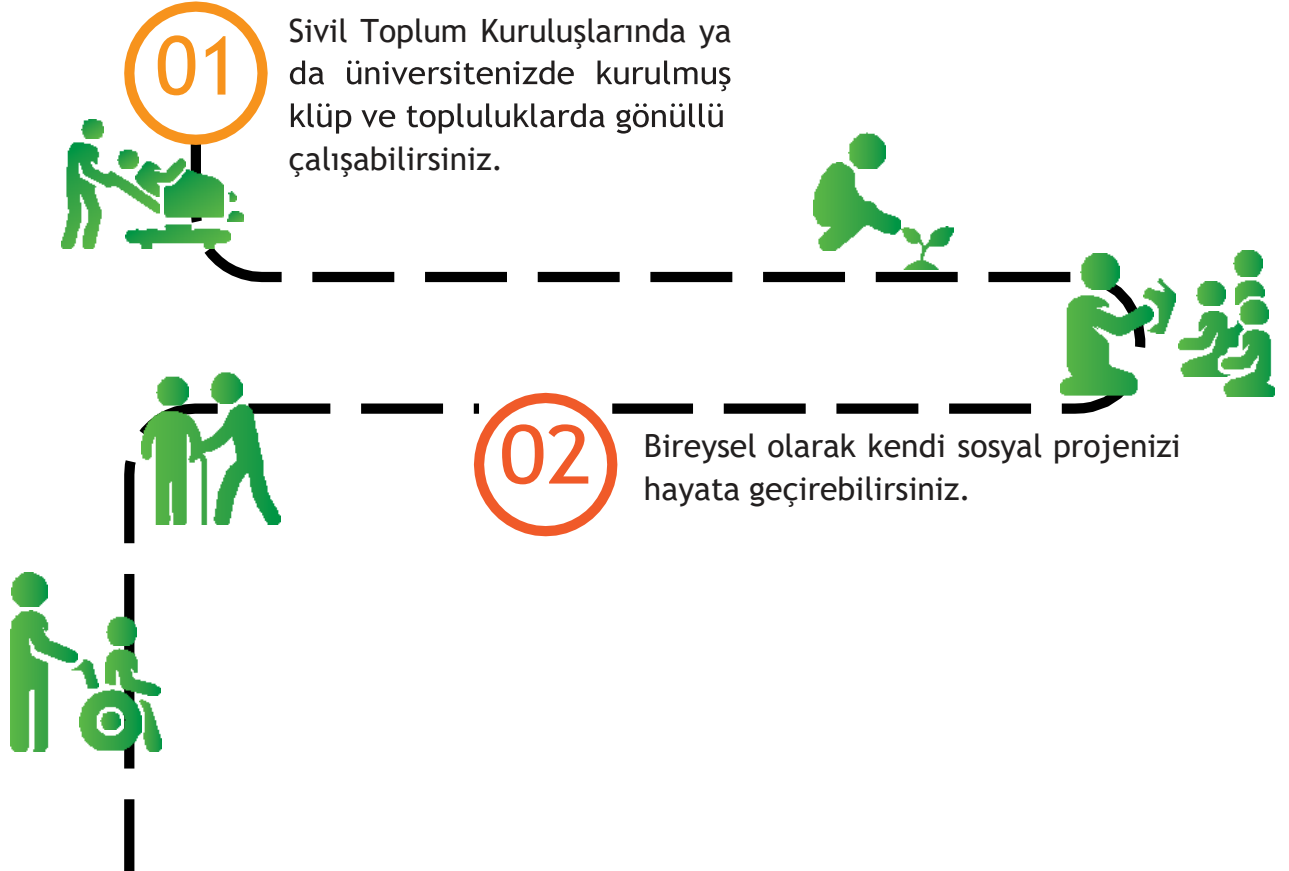 01
Sivil Toplum Kuruluşlarında ya
da üniversitenizde kurulmuş
klüp ve topluluklarda gönüllü
çalışabilirsiniz.
02
Bireysel olarak kendi sosyal projenizi
hayata geçirebilirsiniz.